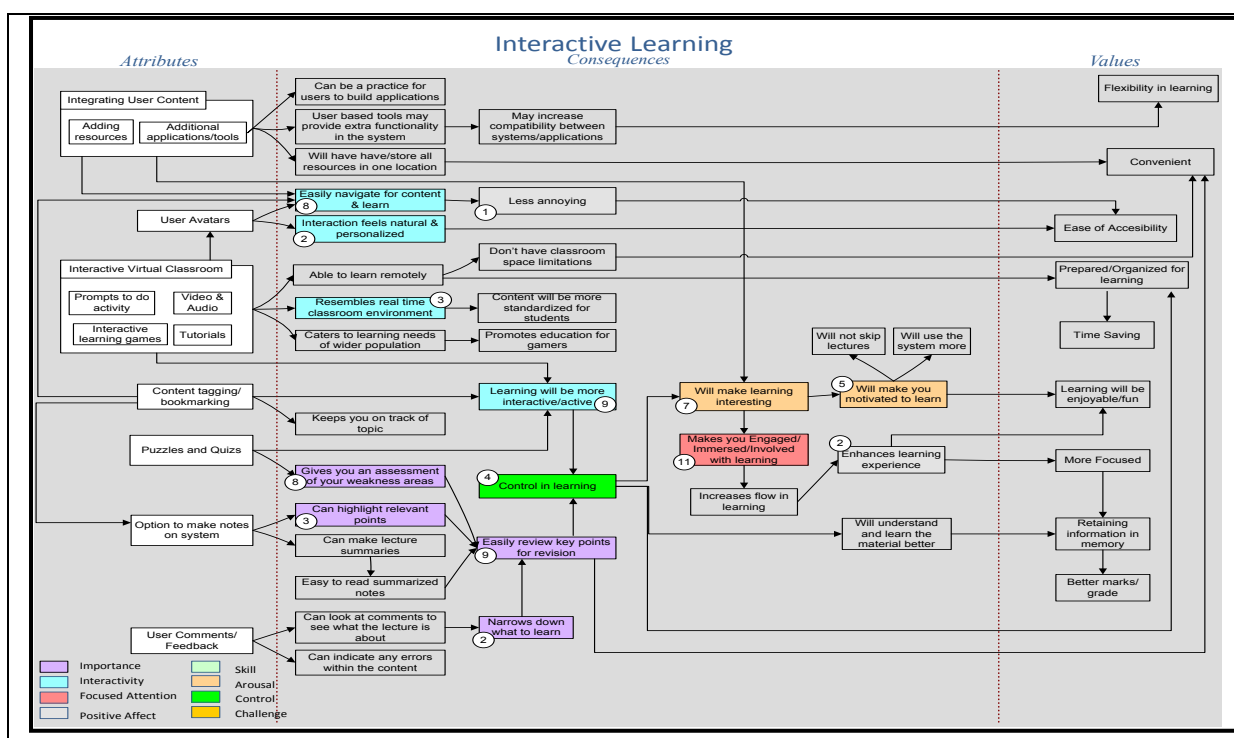 Interactive Learning
Attributes
Consequences
Values
Integrating User Content
Adding
resources
Additional
applications/tools
Can be a practice for
users to build applications
User based tools may
provide extra functionality
in the system
May increase
compatibility between
systems/applications
Flexibility in learning
Will have have/store all
resources in one location
Convenient
Easily navigate for content
& learn
8
Less annoying
1
User Avatars
Interaction feels natural &
personalized
2
Ease of Accesibility
Interactive Virtual Classroom
Prompts to do
activity
Video &
Audio
Interactive
learning games
Tutorials
Able to learn remotely
Don't have classroom
space limitations
Prepared/Organized for
learning
Resembles real time
classroom environment
3
Content will be more
standardized for
students
Time Saving
Caters to learning needs
of wider population
Promotes education for
gamers
Will not skip
lectures
Will use the
system more
Content tagging/
bookmarking
Learning will be more
interactive/active
9
Will make learning
interesting
7
5
Will make you
motivated to learn
Learning will be
enjoyable/fun
Keeps you on track of
topic
Puzzles and Quizs
Makes you Engaged/
Immersed/Involved
with learning
11
2
Enhances learning
experience
More Focused
Gives you an assessment
of your weakness areas
8
4
Control in learning
Increases flow in
learning
Option to make notes
on system
Can highlight relevant
points
3
Will understand
and learn the
material better
Retaining
information in
memory
Can make lecture
summaries
Easily review key points
for revision
9
Easy to read summarized
notes
Better marks/
grade
User Comments/
Feedback
Can look at comments to
see what the lecture is
about
Narrows down
what to learn
2
Can indicate any errors
within the content
Importance
Interactivity
Focused Attention
Positive Affect
Skill
Arousal
Control
Challenge